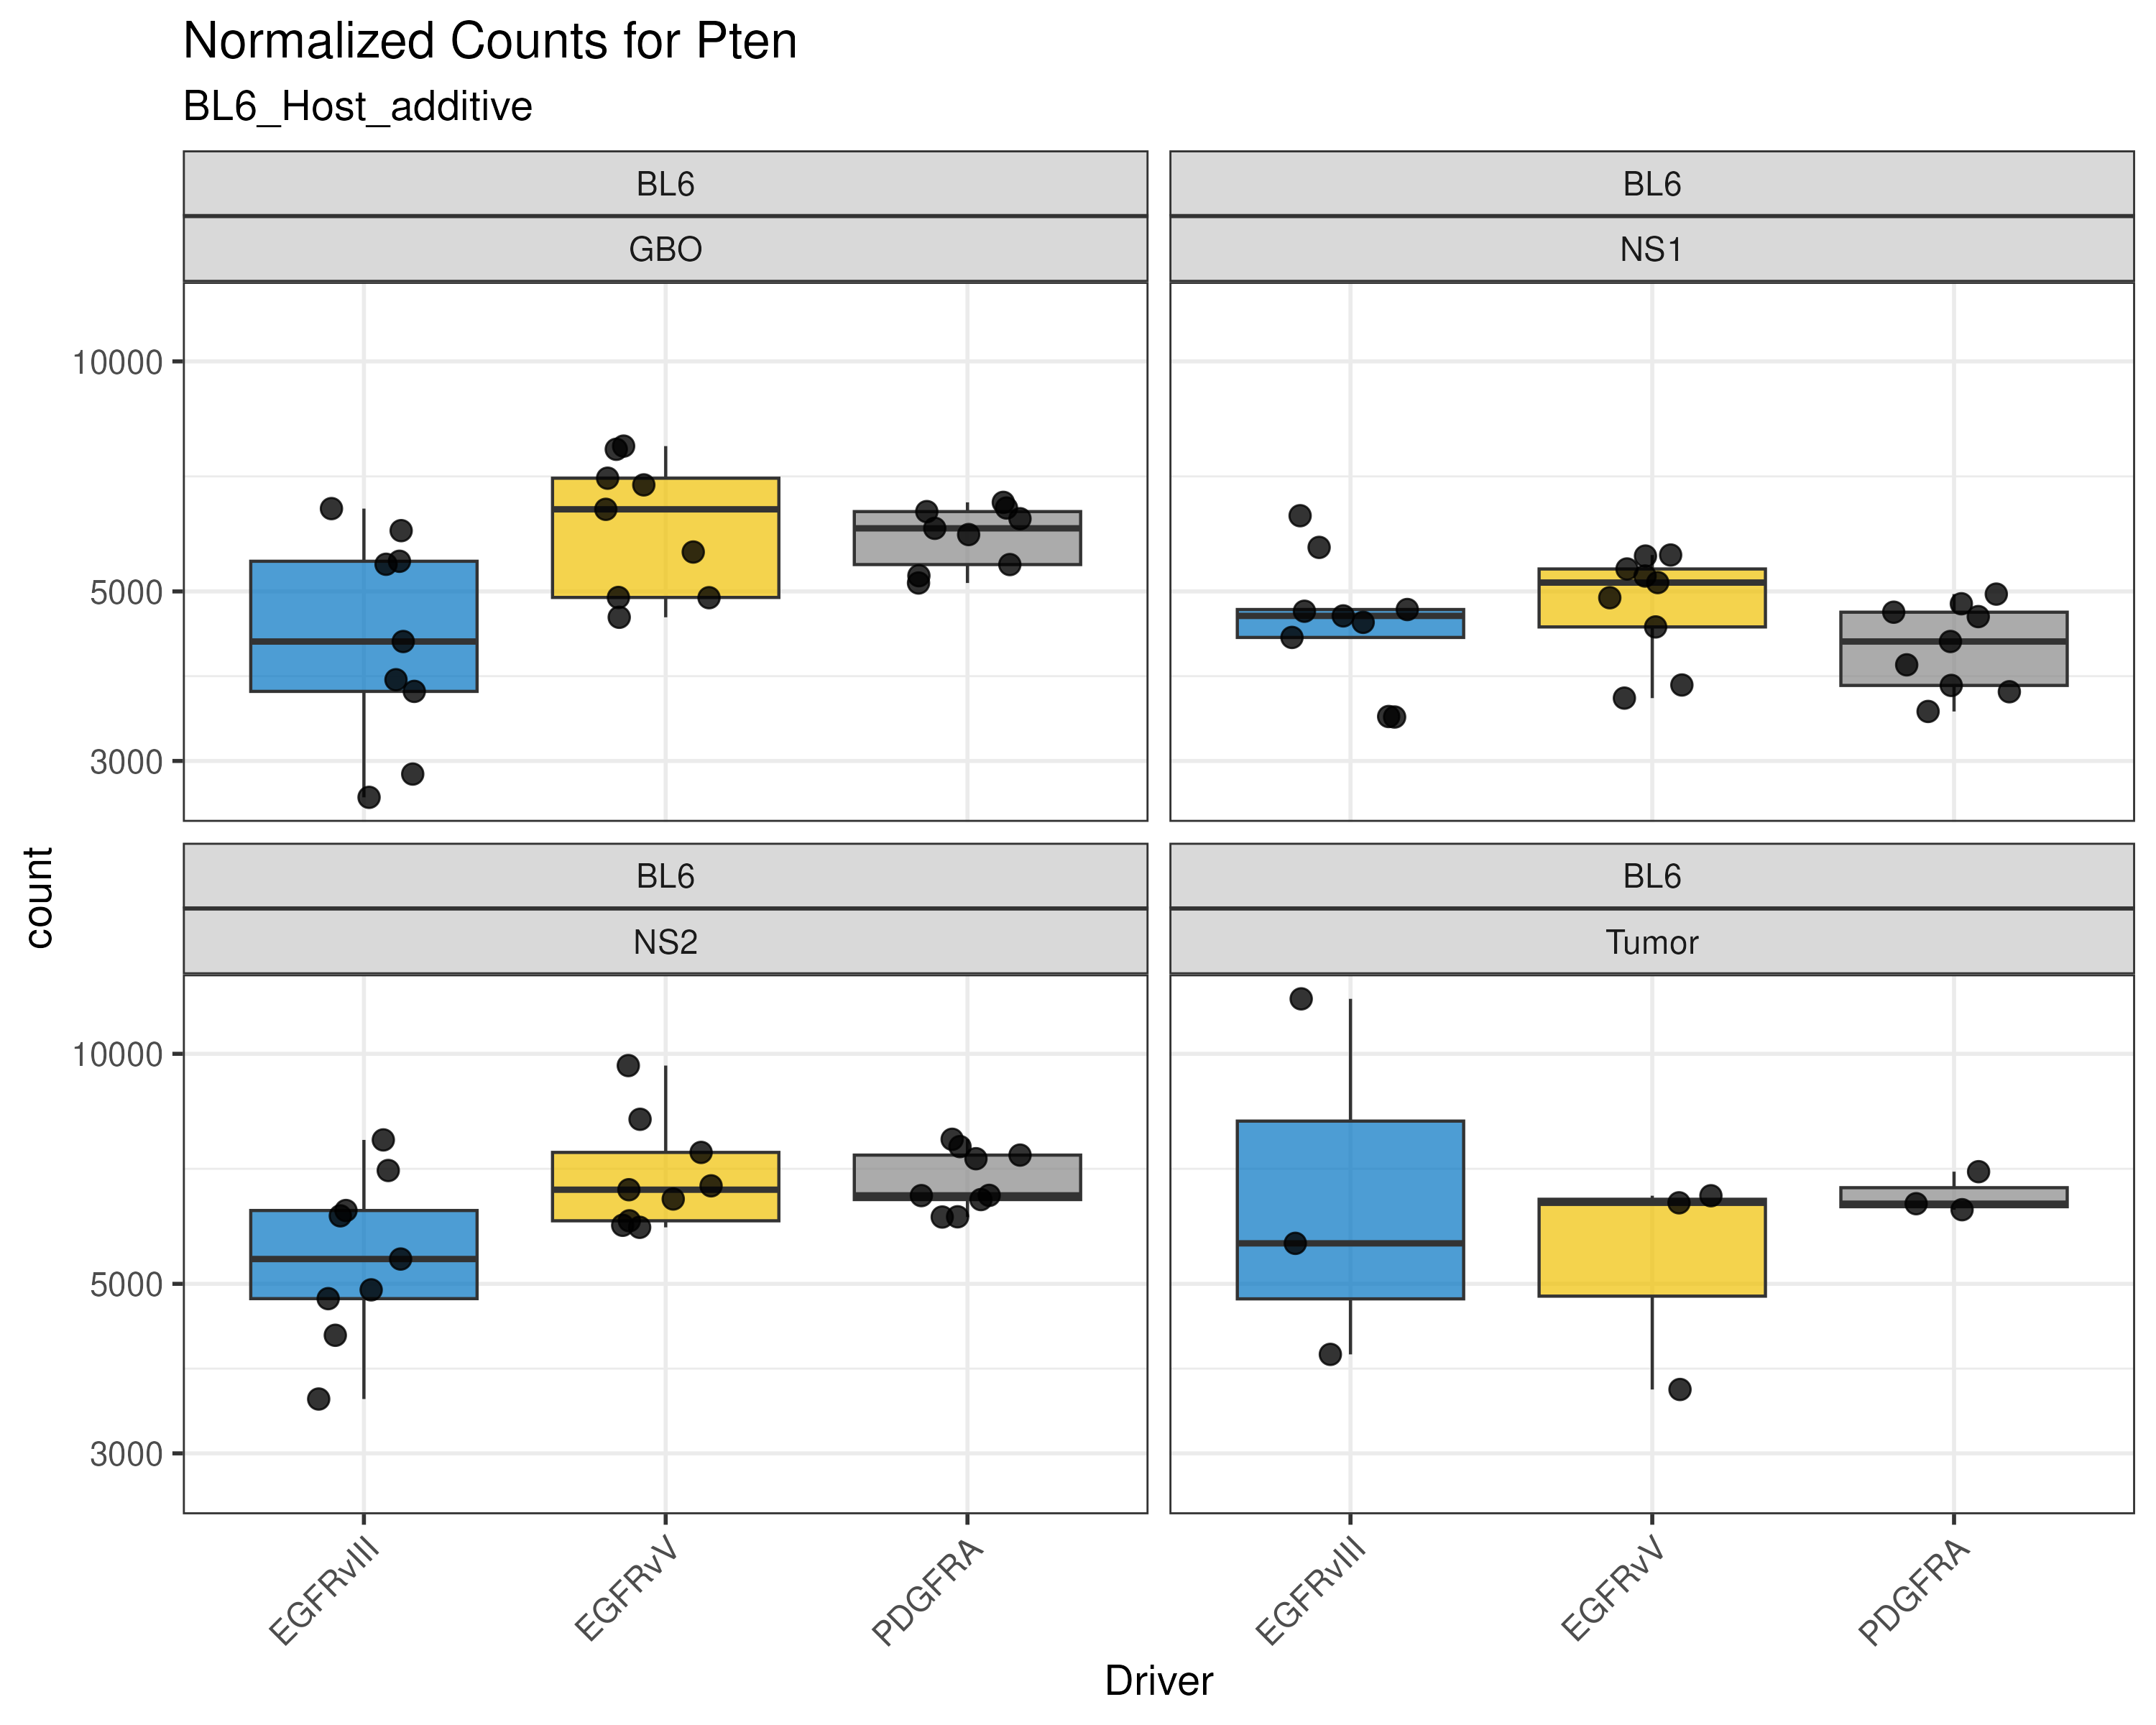 Normalized Counts for Pten
BL6_Host_additive
BL6
BL6
GBO
NS1
10000
5000
3000
BL6
BL6
NS2
Tumor
10000
5000
3000
count
EGFRvIII
EGFRvV
PDGFRA
EGFRvIII
EGFRvV
PDGFRA
Driver